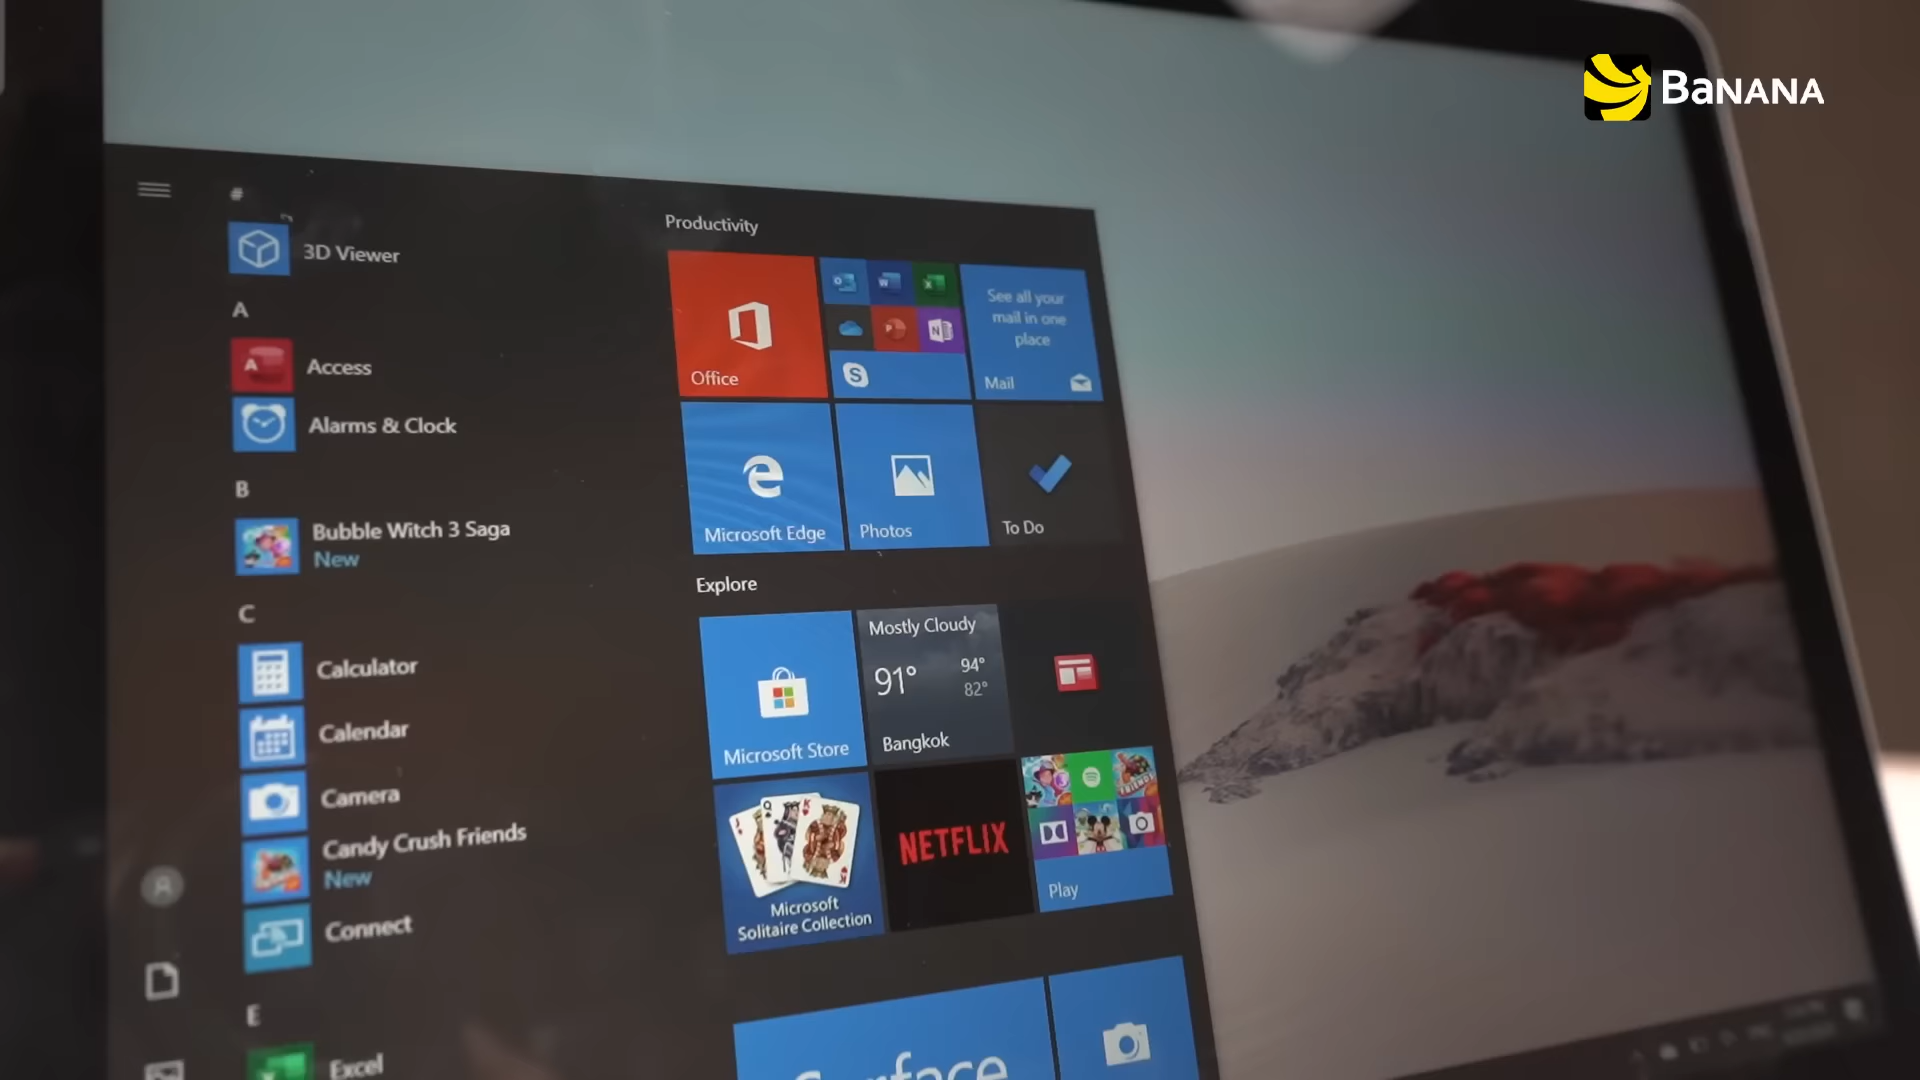 BaNANA
#
3D Viewer
A
Access
Alarms & Clock
B
Bubble Witch 3 Saga
New
C
Calculator
Calendar
Camera
Candy Crush Friends
New
Connect
E
Excel
Productivity
Office
See all your
mail in one
place
Mail
Microsoft Edge
Photos
To Do
Explore
Microsoft Store
Mostly Cloudy
91°
94°
82°
Bangkok
Microsoft
Solitaire Collection
NETFLIX
Play
Surface